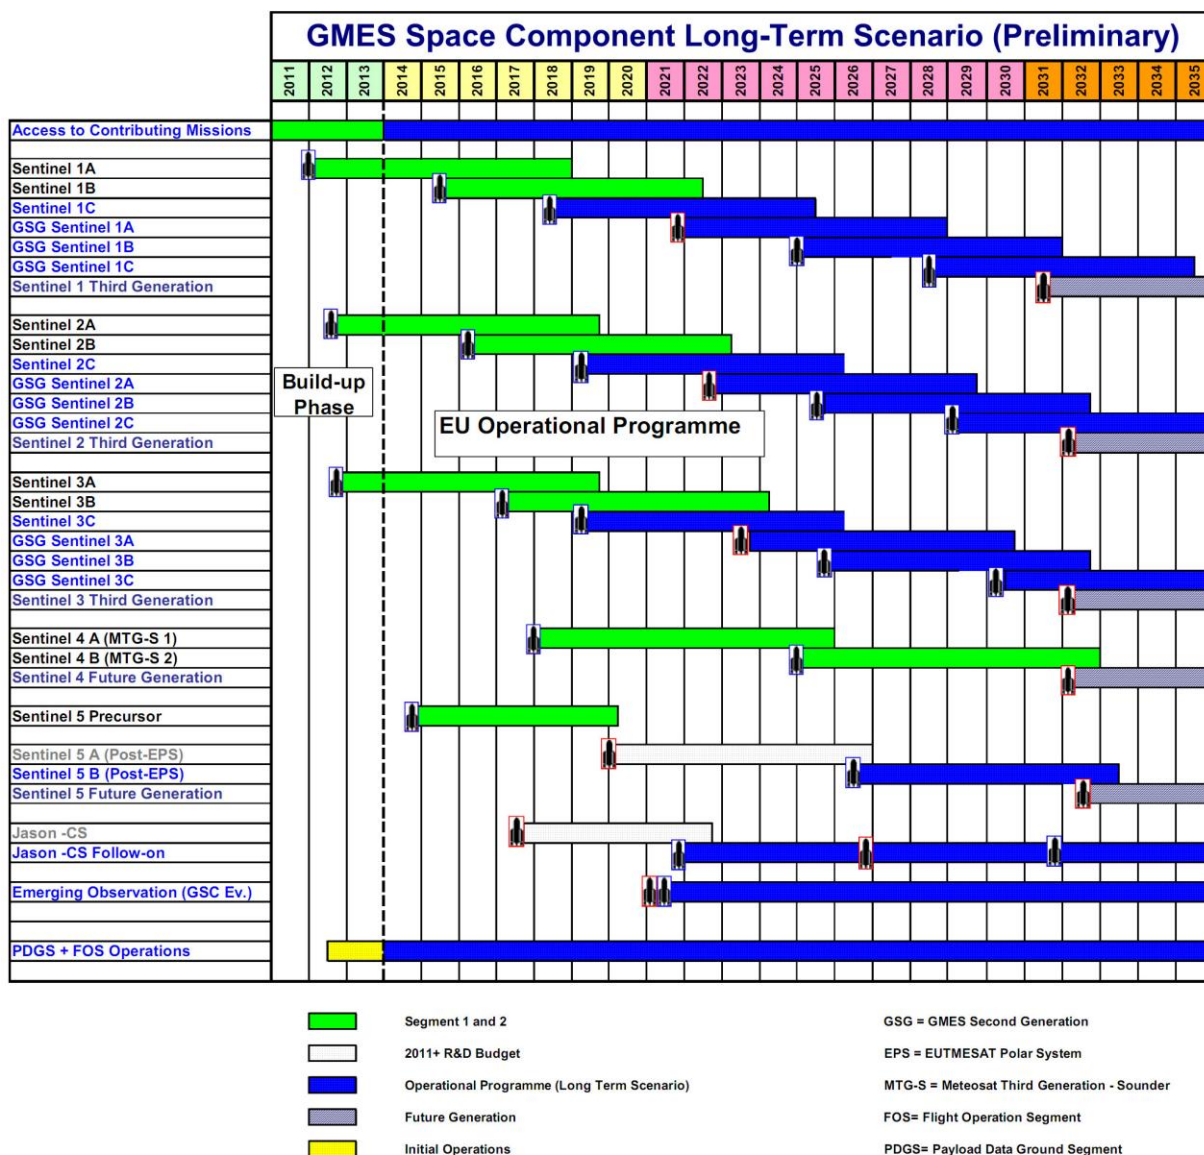 GMES Space Component Long-Term Scenario (Preliminary)
2011 2012 2013 2014 2015 2016 2017 2018 2019 2020 2021 2022 2023 2024 2025 2026 2027 2028 2029 2030 2031 2032 2033 2034 2035
Access to Contributing Missions
Sentinel 1A
Sentinel 1B
Sentinel 1C
GSG Sentinel 1A
GSG Sentinel 1B
GSG Sentinel 1C
Sentinel 1 Third Generation
Sentinel 2A
Sentinel 2B
Sentinel 2C
GSG Sentinel 2A
GSG Sentinel 2B
GSG Sentinel 2C
Sentinel 2 Third Generation
Build-up
Phase
EU Operational Programme
Sentinel 3A
Sentinel 3B
Sentinel 3C
GSG Sentinel 3A
GSG Sentinel 3B
GSG Sentinel 3C
Sentinel 3 Third Generation
Sentinel 4 A (MTG-S 1)
Sentinel 4 B (MTG-S 2)
Sentinel 4 Future Generation
Sentinel 5 Precursor
Sentinel 5 A (Post-EPS)
Sentinel 5 B (Post-EPS)
Sentinel 5 Future Generation
Jason -CS
Jason -CS Follow-on
Emerging Observation (GSC Ev.)
PDGS + FOS Operations
Segment 1 and 2
2011+ R&D Budget
Operational Programme (Long Term Scenario)
Future Generation
Initial Operations
GSG = GMES Second Generation
EPS = EUTMESAT Polar System
MTG-S = Meteosat Third Generation - Sounder
FOS= Flight Operation Segment
PDGS= Payload Data Ground Segment